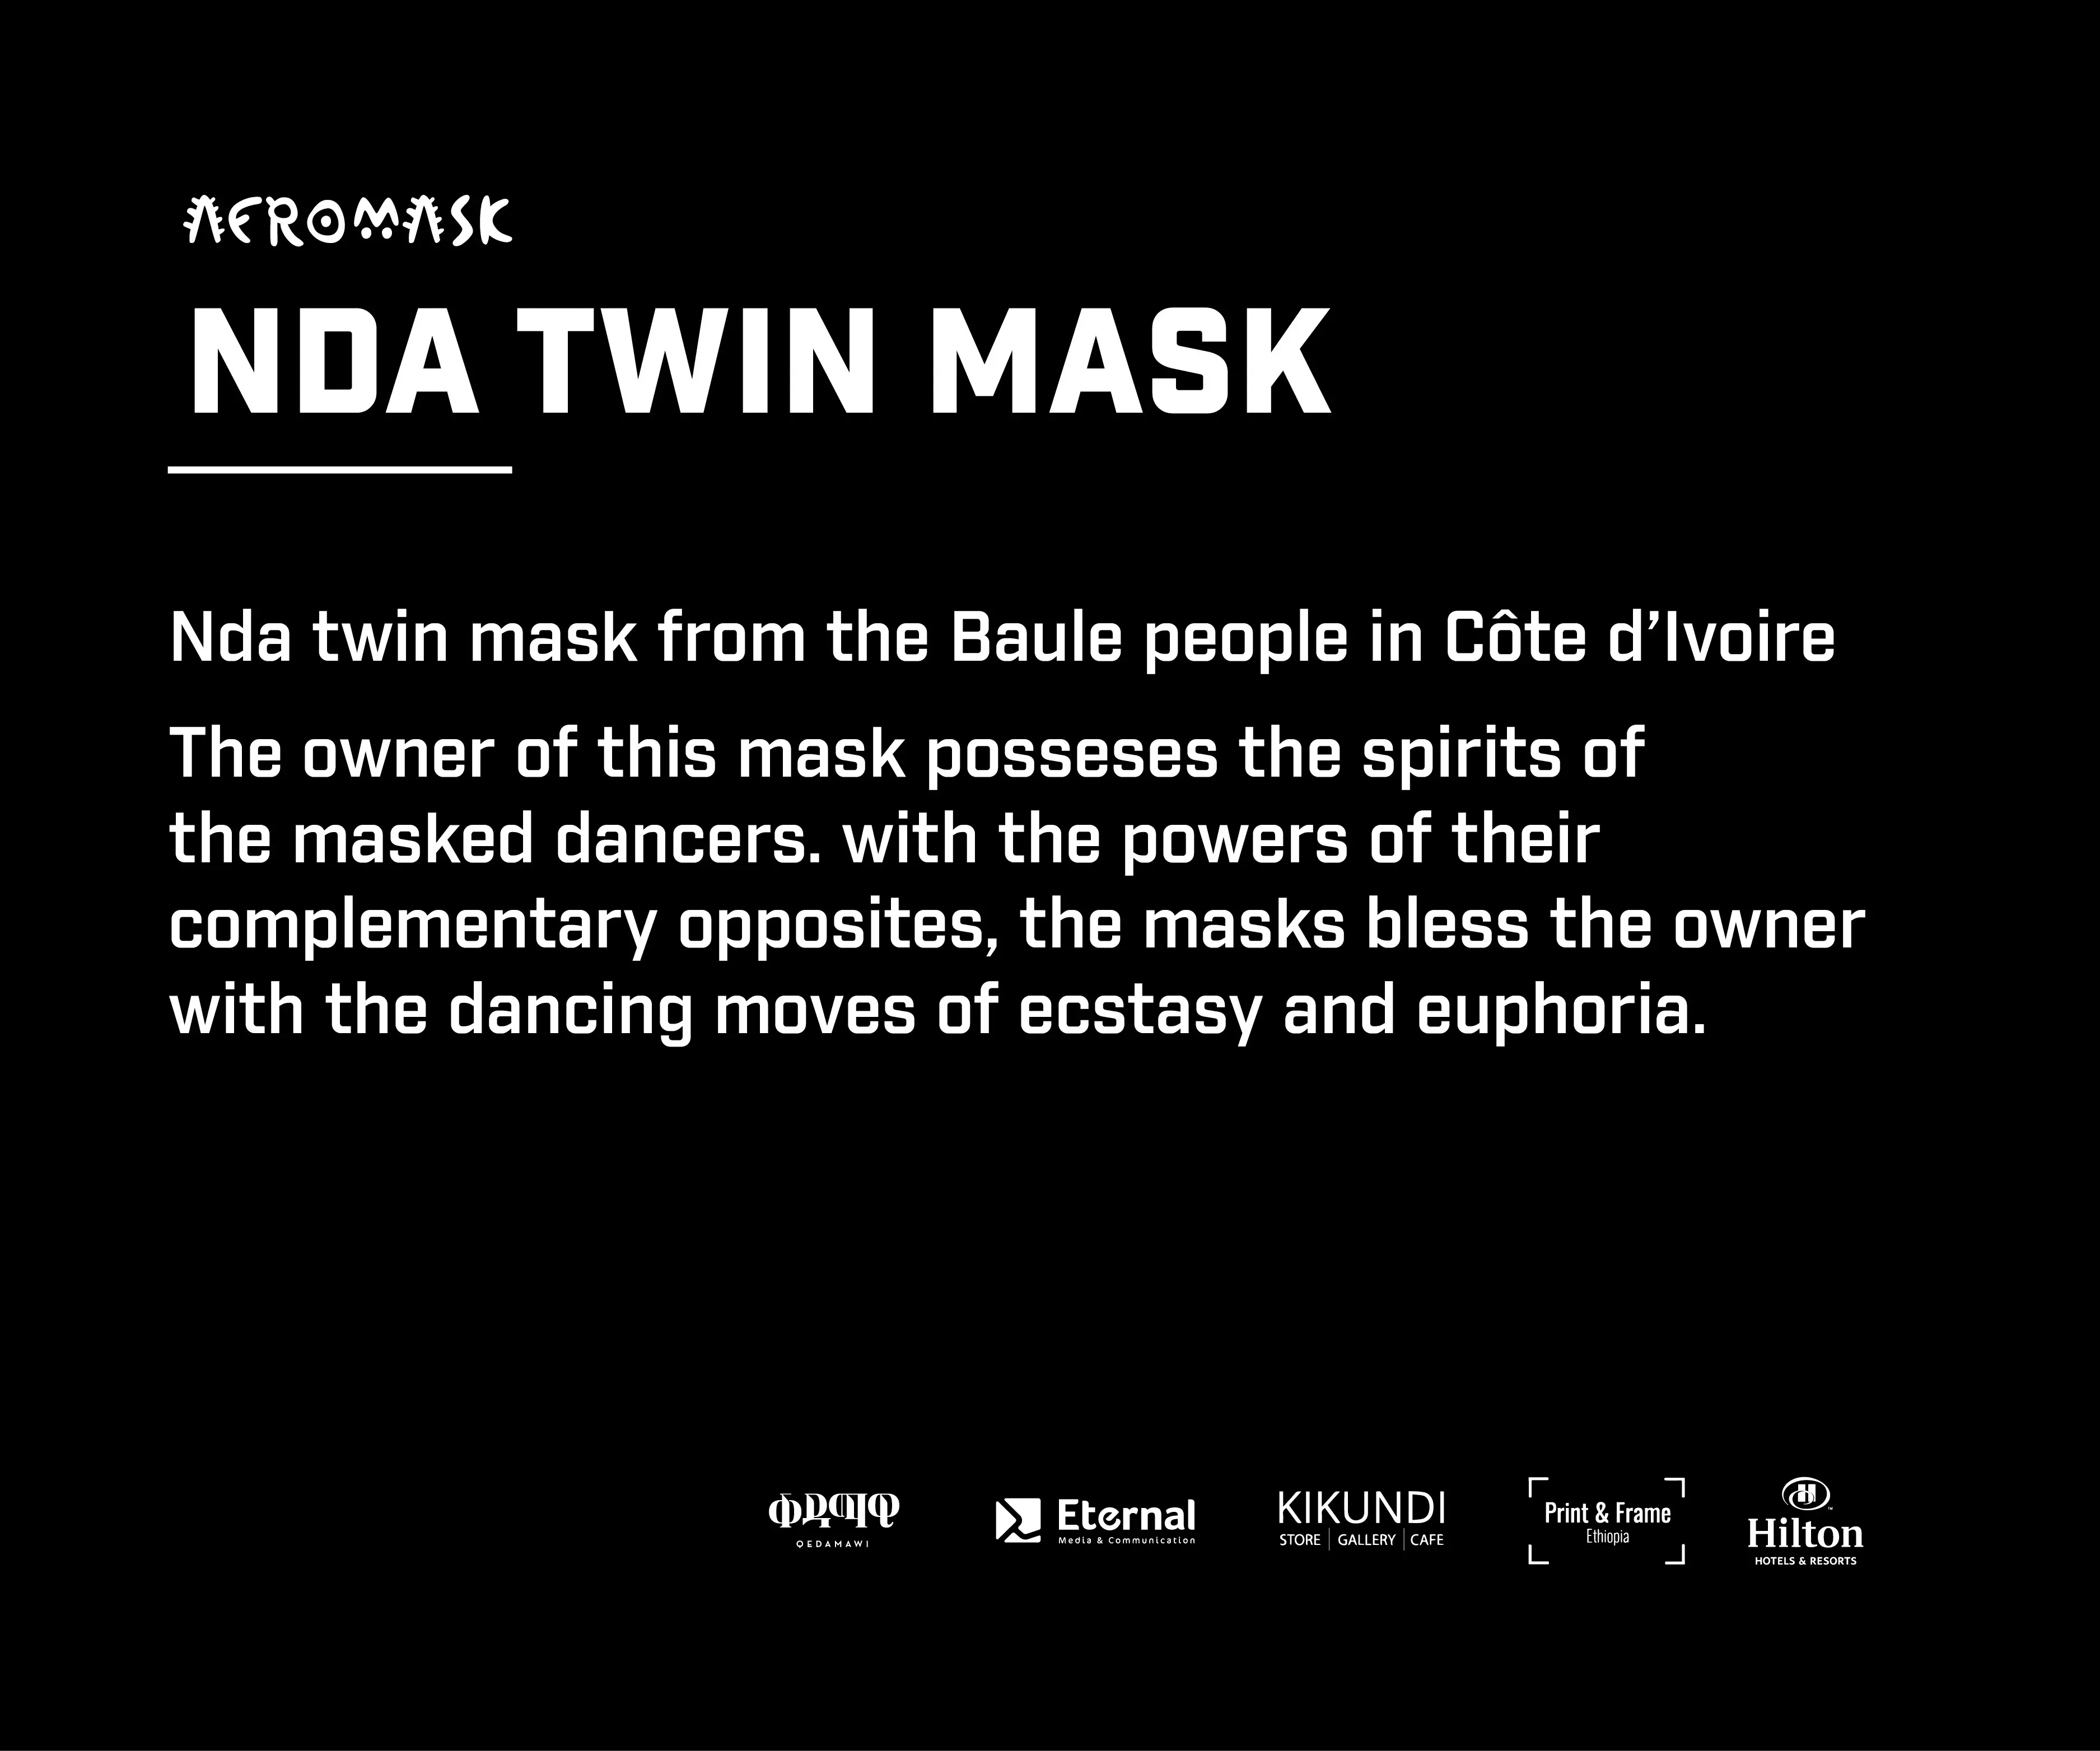 AFROMASK
NDA TWIN MASK
Nda twin mask from the Baule people in Côte d’Ivoire
The owner of this mask posseses the spirits of
the masked dancers. with the powers of their
complementary opposites, the masks bless the owner
with the dancing moves of ecstasy and euphoria.
ቀዳማዊ
QEDAMAWI
Eternal
Media & Communication
KIKUNDI
STORE | GALLERY | CAFE
Print & Frame
Ethiopia
H
Hilton
HOTELS & RESORTS